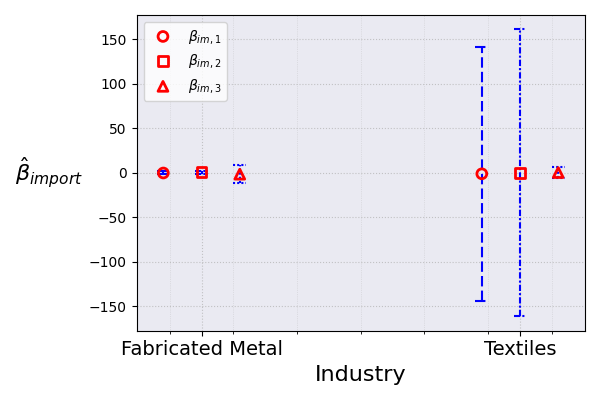 150
100
50
0
−50
−100
−150
β̂import
βim, 1
βim, 2
βim, 3
Fabricated Metal
Textiles
Industry